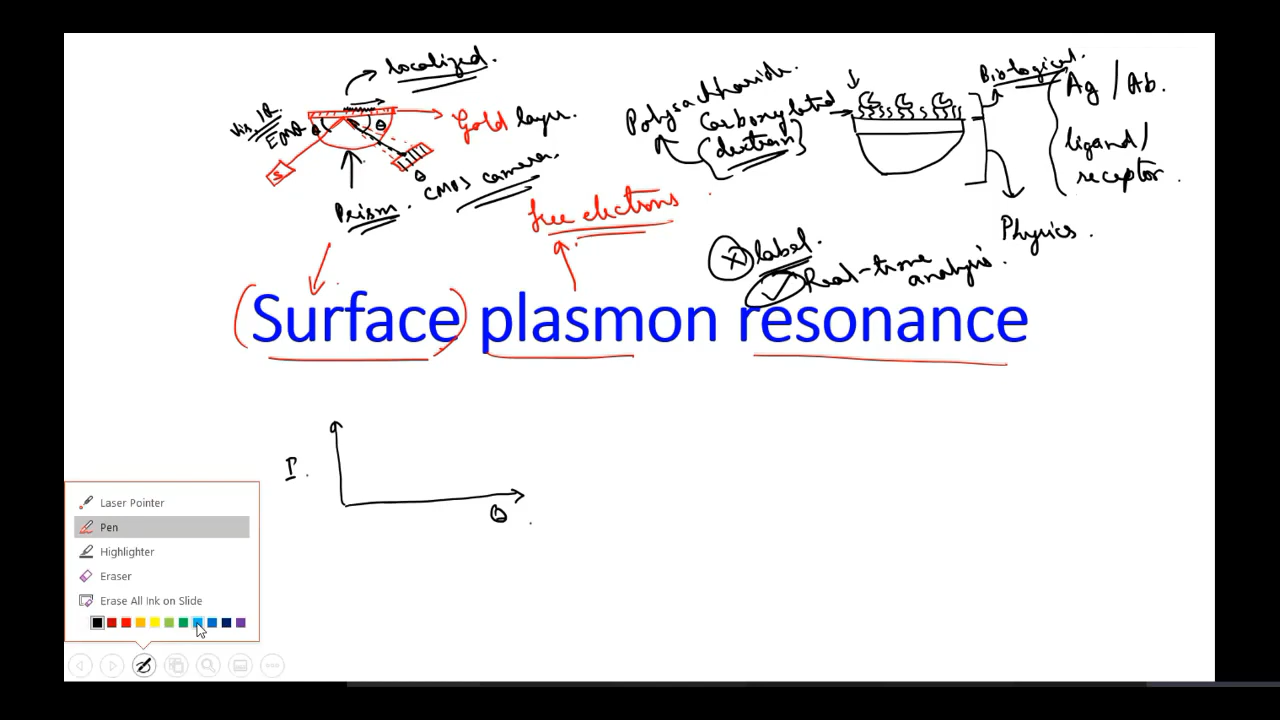 localized.
Vis. IR.
EMR
θ
θ
Gold layer.
S
θ
CMOS camera.
Prism.
free electrons
Polysaccharide.
Carboxylated
{dextran}
Biological.
Ag / Ab.
ligand/
receptor.
Physics.
X label.
✓ Real-time
analysis.
(Surface) plasmon resonance
I.
θ
Laser Pointer
Pen
Highlighter
Eraser
Erase All Ink on Slide